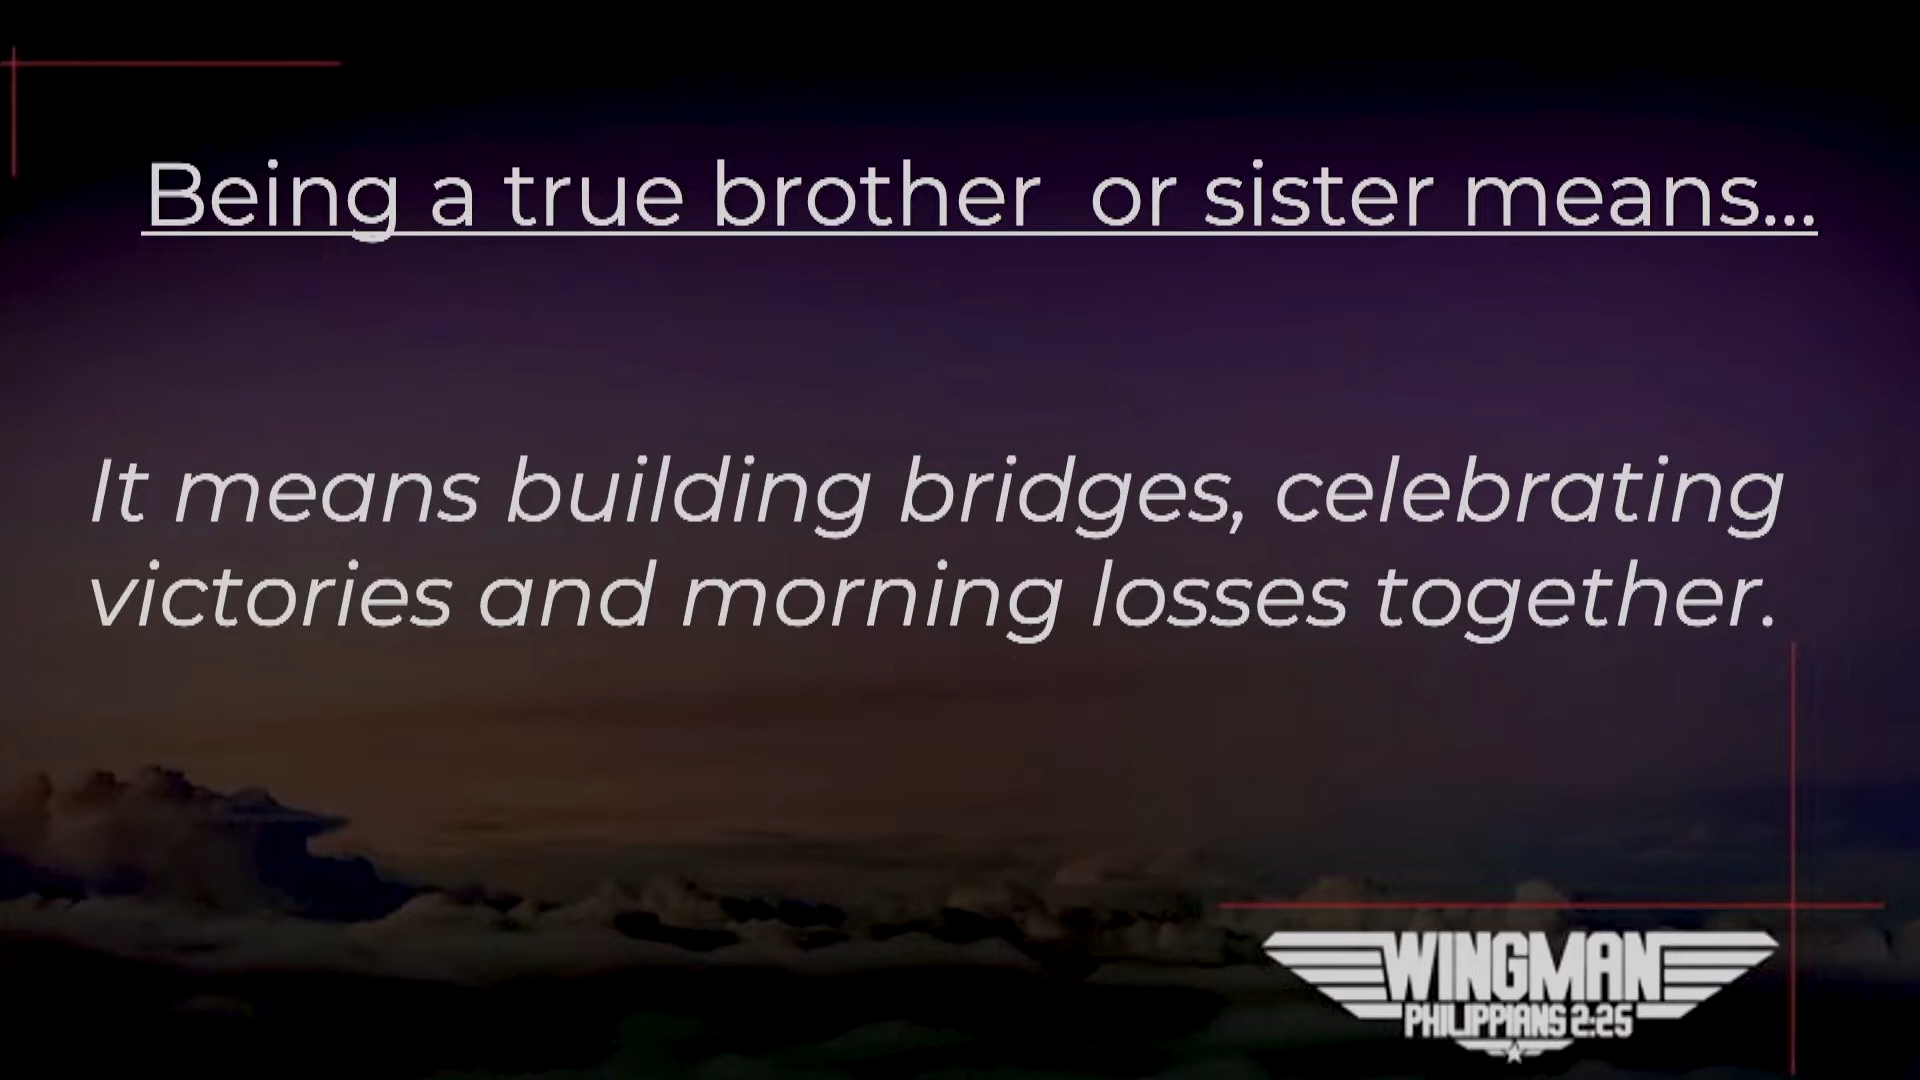 Being a true brother  or sister means...
It means building bridges, celebrating
victories and morning losses together.
WINGMAN
PHILIPPIANS 2:25